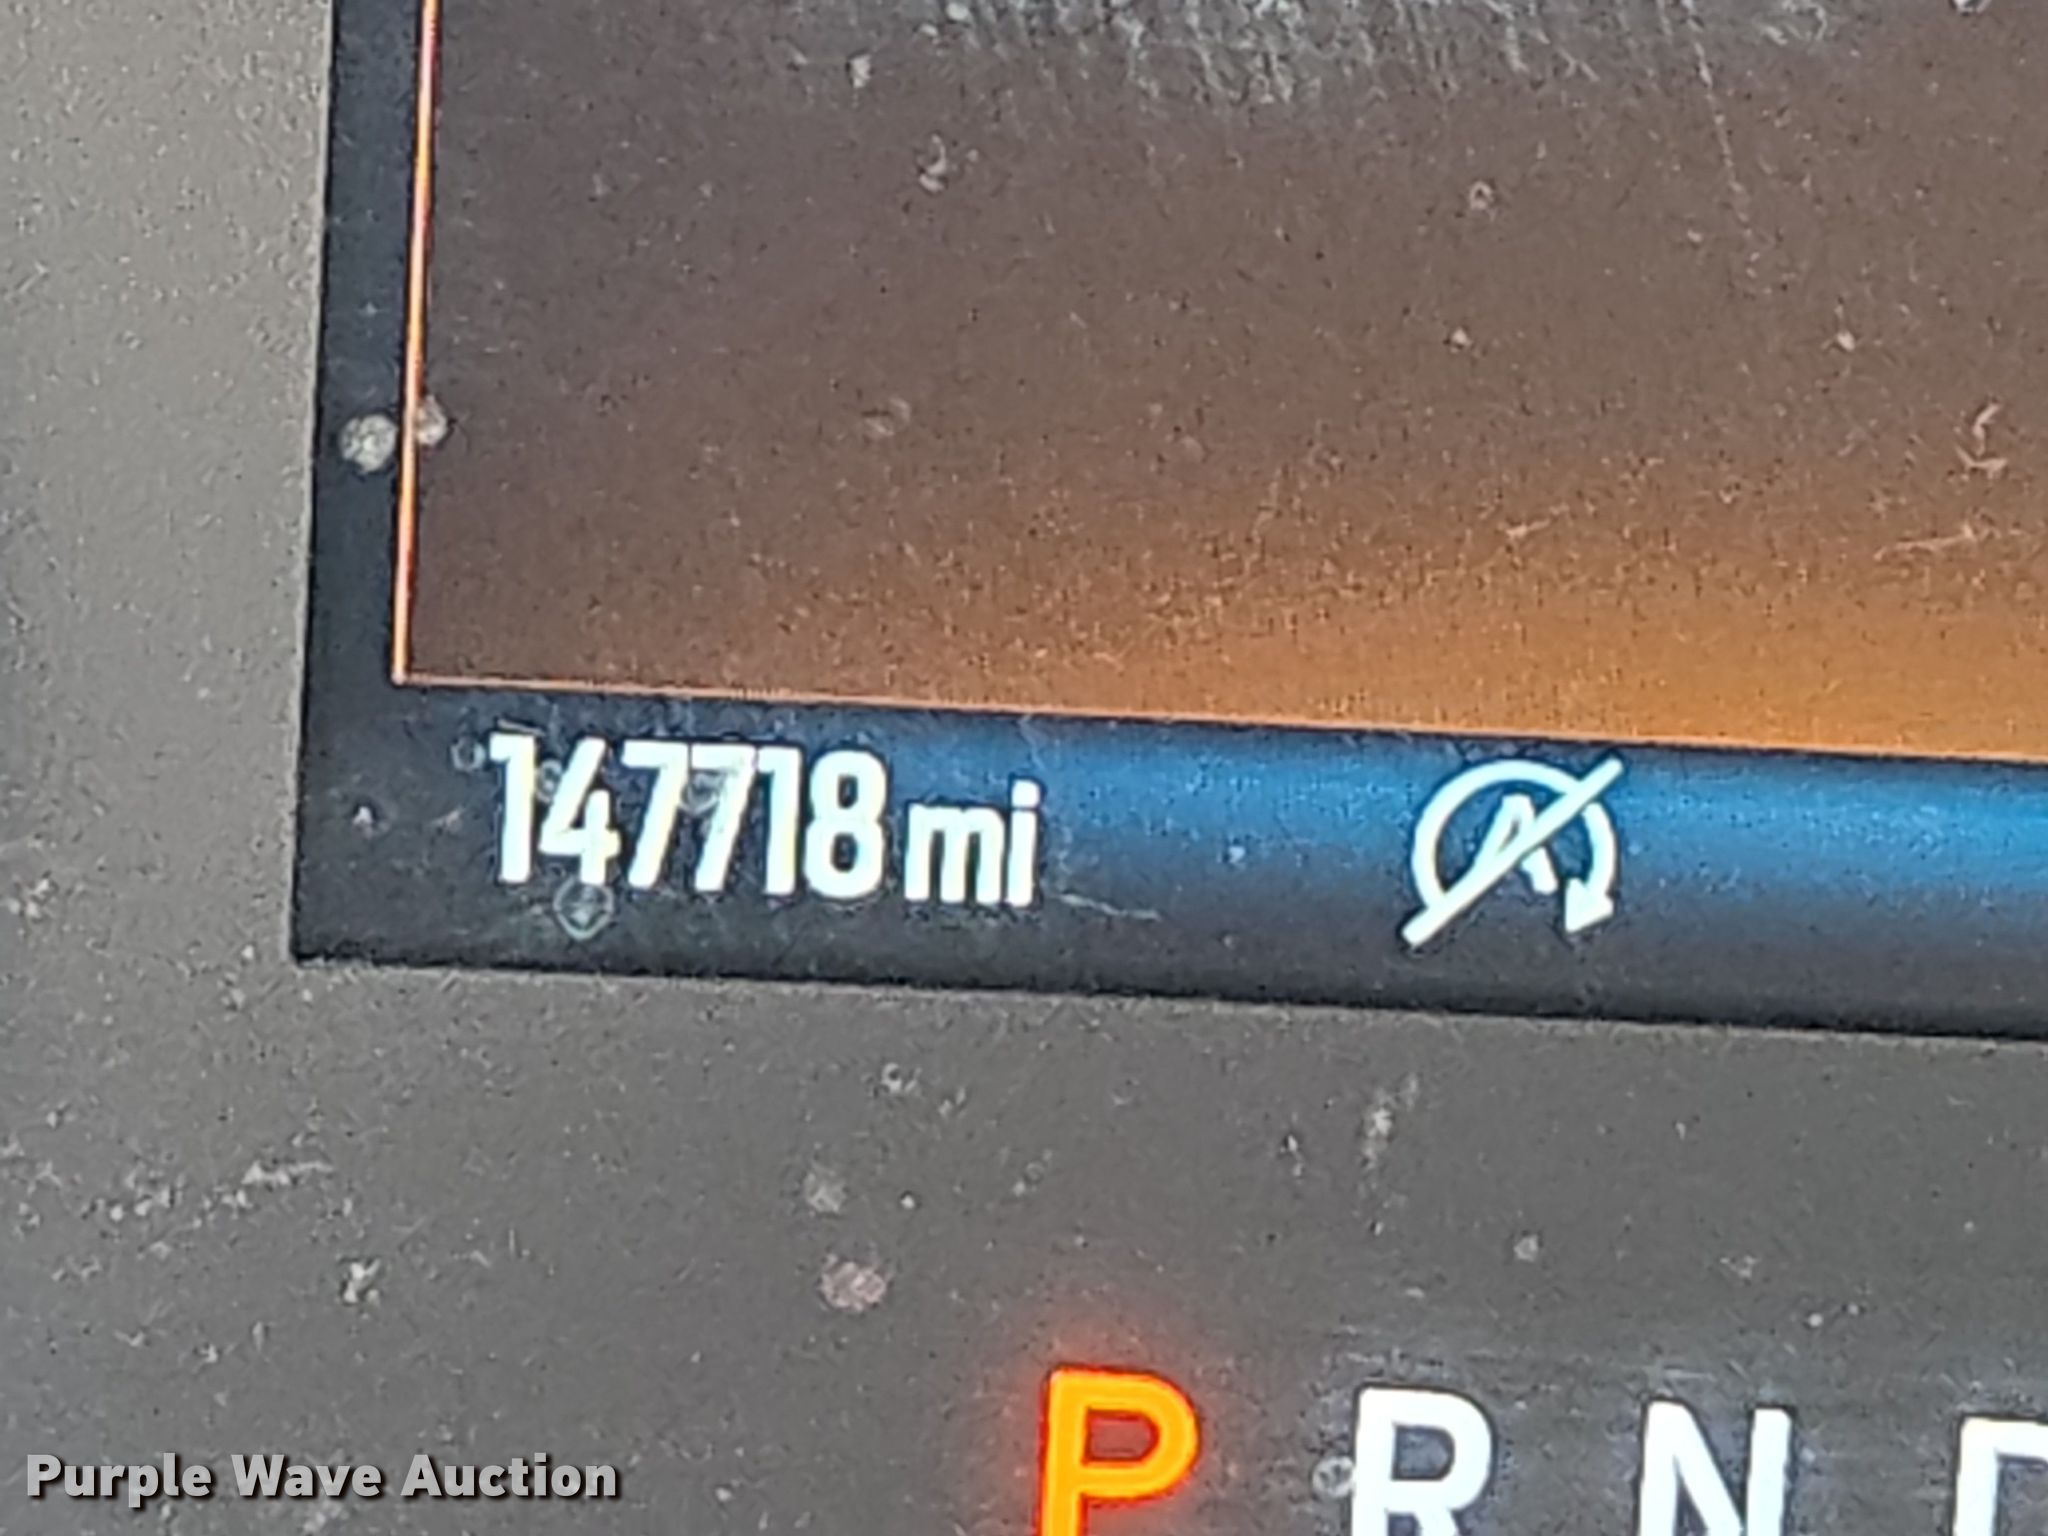 147718 mi
A
P R N D
Purple Wave Auction